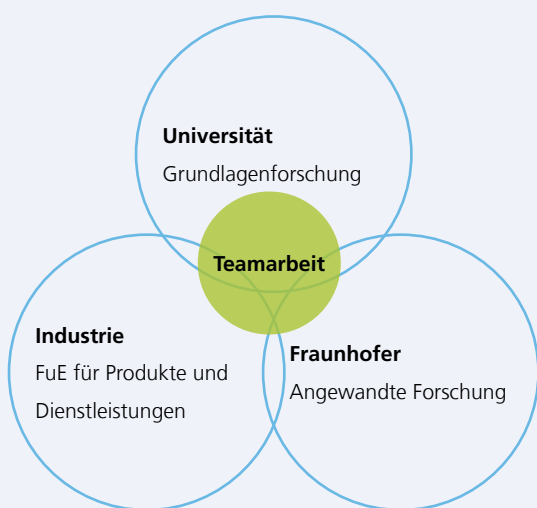 Universität
Grundlagenforschung
Teamarbeit
Industrie
FuE für Produkte und
Dienstleistungen
Fraunhofer
Angewandte Forschung